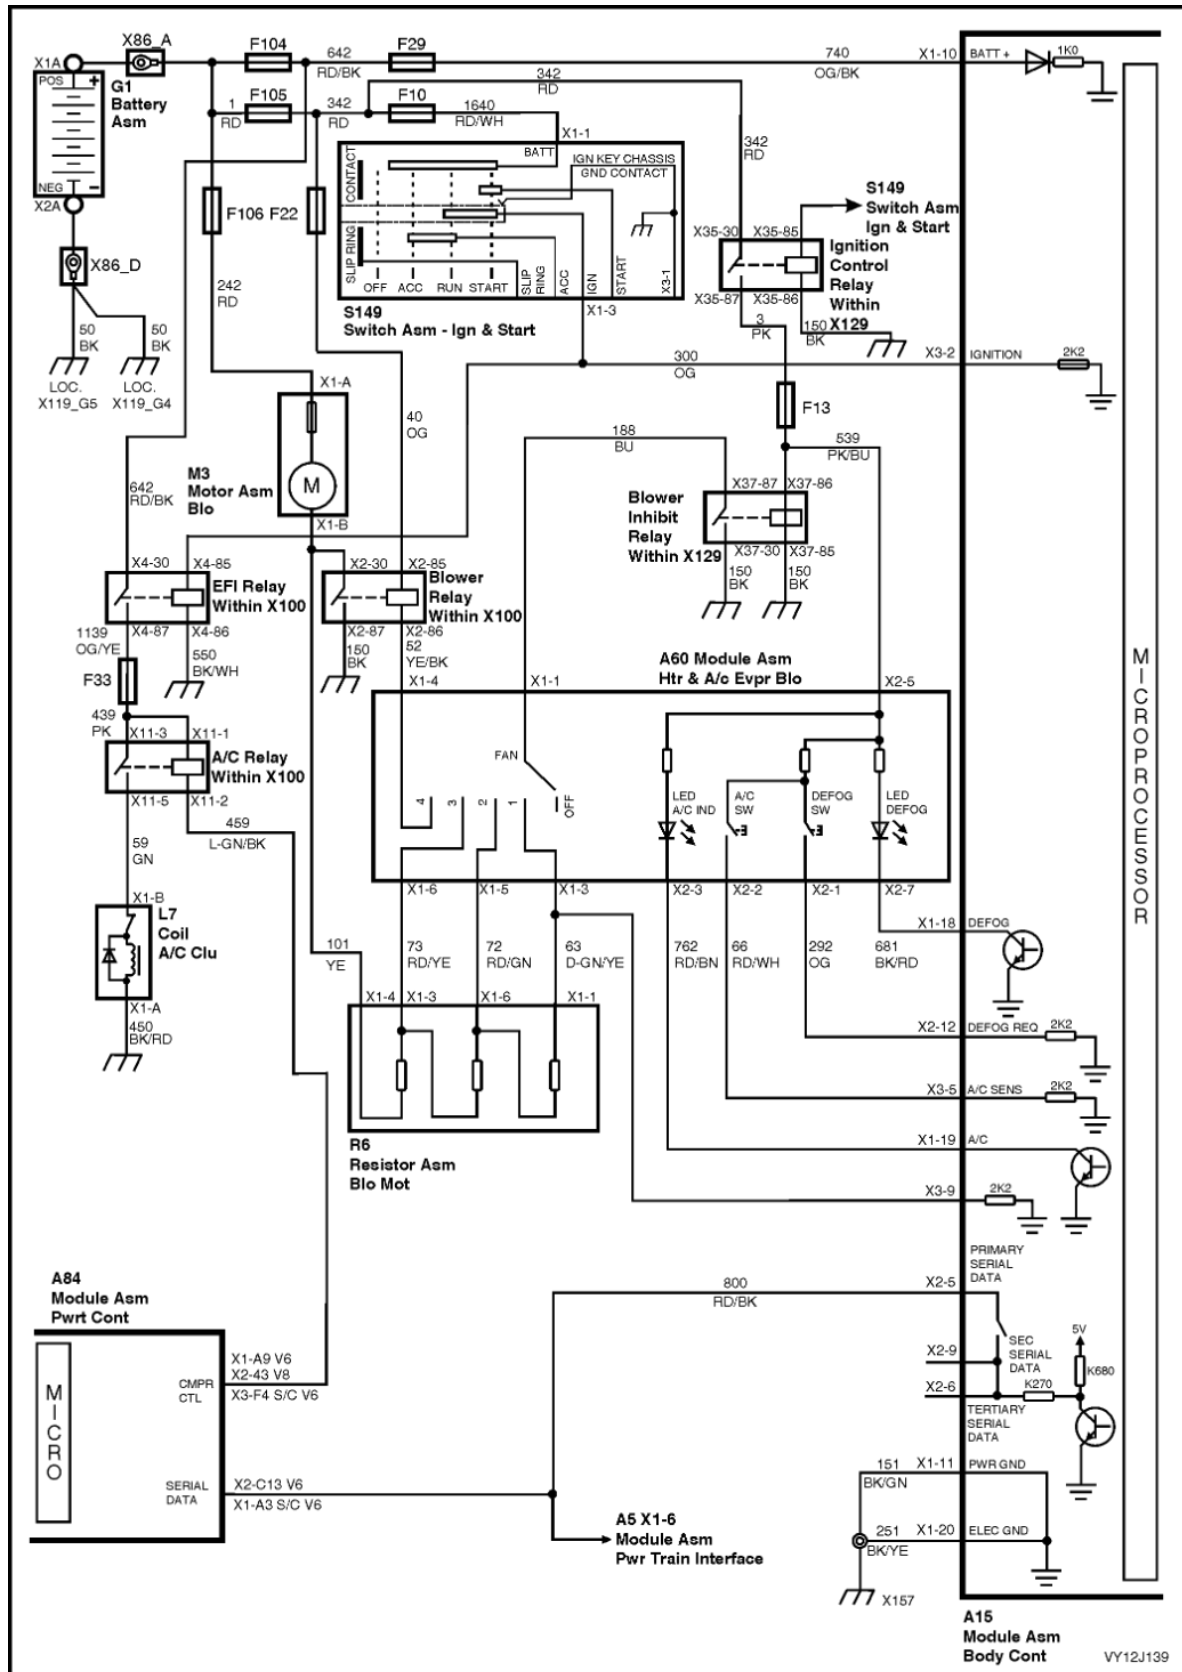 X86_A
F104
642
RD/BK
F29
740
OG/BK
X1-10
BATT +
1K0
X1A
POS
+
G1
Battery
Asm
NEG
-
X2A
1
RD
F105
342
RD
342
RD
F10
1640
RD/WH
X1-1
BATT
CONTACT
SLIP RING
IGN KEY CHASSIS
GND CONTACT
OFF
ACC
RUN
START
SLIP
RING
ACC
IGN
START
X3-1
X1-3
S149
Switch Asm - Ign & Start
342
RD
S149
Switch Asm
Ign & Start
X35-30
X35-85
Ignition
Control
Relay
Within
X129
X35-87
X35-86
3
PK
150
BK
F106
F22
X86_D
242
RD
50
BK
50
BK
LOC.
X119_G5
LOC.
X119_G4
300
OG
X3-2
IGNITION
2K2
X1-A
40
OG
F13
M3
Motor Asm
Blo
M
X1-B
188
BU
539
PK/BU
642
RD/BK
X37-87
X37-86
Blower
Inhibit
Relay
Within X129
X37-30
X37-85
150
BK
150
BK
X4-30
X4-85
EFI Relay
Within X100
X4-87
X4-86
X2-30
X2-85
Blower
Relay
Within X100
X2-87
X2-86
1139
OG/YE
550
BK/WH
150
BK
52
YE/BK
F33
A60 Module Asm
Htr & A/c Evpr Blo
X1-4
X1-1
X2-5
439
PK
X11-3
X11-1
A/C Relay
Within X100
X11-5
X11-2
FAN
4
3
2
1
OFF
LED
A/C IND
A/C
SW
DEFOG
SW
LED
DEFOG
459
L-GN/BK
59
GN
X1-6
X1-5
X1-3
X2-3
X2-2
X2-1
X2-7
X1-B
L7
Coil
A/C Clu
X1-A
450
BK/RD
X1-18
DEFOG
101
YE
73
RD/YE
72
RD/GN
63
D-GN/YE
762
RD/BN
66
RD/WH
292
OG
681
BK/RD
X1-4
X1-3
X1-6
X1-1
X2-12
DEFOG REQ
2K2
X3-5
A/C SENS
2K2
R6
Resistor Asm
Blo Mot
X1-19
A/C
X3-9
2K2
MICROPROCESSOR
A84
Module Asm
Pwrt Cont
PRIMARY
SERIAL
DATA
800
RD/BK
X2-5
SEC
SERIAL
DATA
5V
K680
X2-9
X2-6
K270
TERTIARY
SERIAL
DATA
MICRO
CMPR
CTL
X1-A9 V6
X2-43 V8
X3-F4 S/C V6
SERIAL
DATA
X2-C13 V6
X1-A3 S/C V6
151
BK/GN
X1-11
PWR GND
A5 X1-6
Module Asm
Pwr Train Interface
251
BK/YE
X1-20
ELEC GND
X157
A15
Module Asm
Body Cont
VY12J139